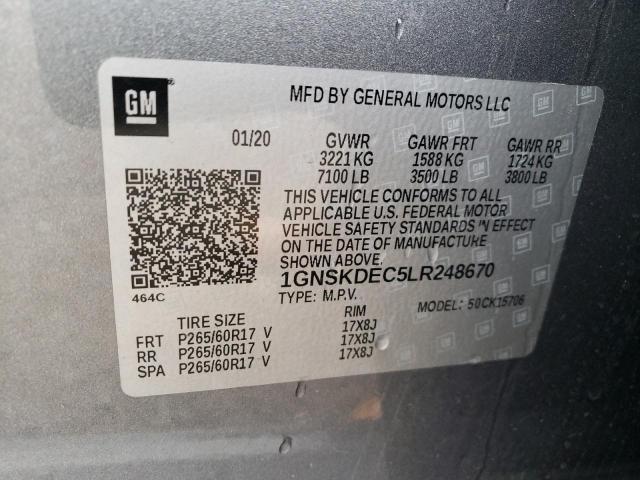 GM
MFD BY GENERAL MOTORS LLC
01/20 GVWR GAWR FRT GAWR RR
3221 KG 1588 KG 1724 KG
7100 LB 3500 LB 3800 LB
THIS VEHICLE CONFORMS TO ALL
APPLICABLE U.S. FEDERAL MOTOR
VEHICLE SAFETY STANDARDS IN EFFECT
ON THE DATE OF MANUFACTURE
SHOWN ABOVE.
1GNSKDEC5LR248670
464C
TYPE: M.P.V. MODEL: 50CK15706
TIRE SIZE RIM
FRT P265/60R17 V 17X8J
RR P265/60R17 V 17X8J
SPA P265/60R17 V 17X8J